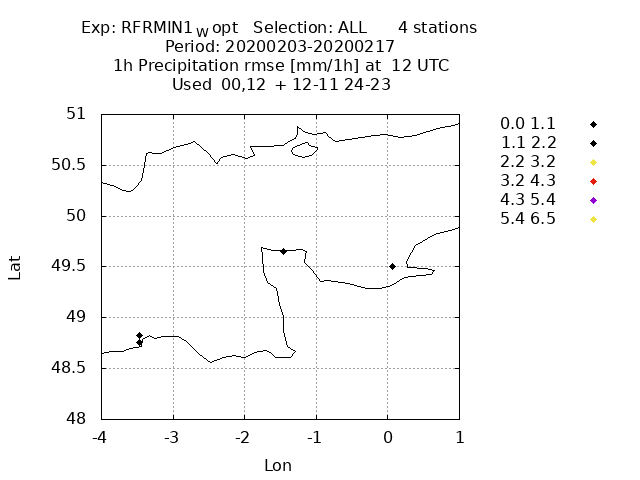 Exp: RFRMIN1 w opt   Selection: ALL      4 stations
Period: 20200203-20200217
1h Precipitation rmse [mm/1h] at  12 UTC
Used  00,12  + 12-11 24-23
51
50.5
50
49.5
49
48.5
48
-4 -3 -2 -1 0 1
Lat
Lon
0.0 1.1
1.1 2.2
2.2 3.2
3.2 4.3
4.3 5.4
5.4 6.5